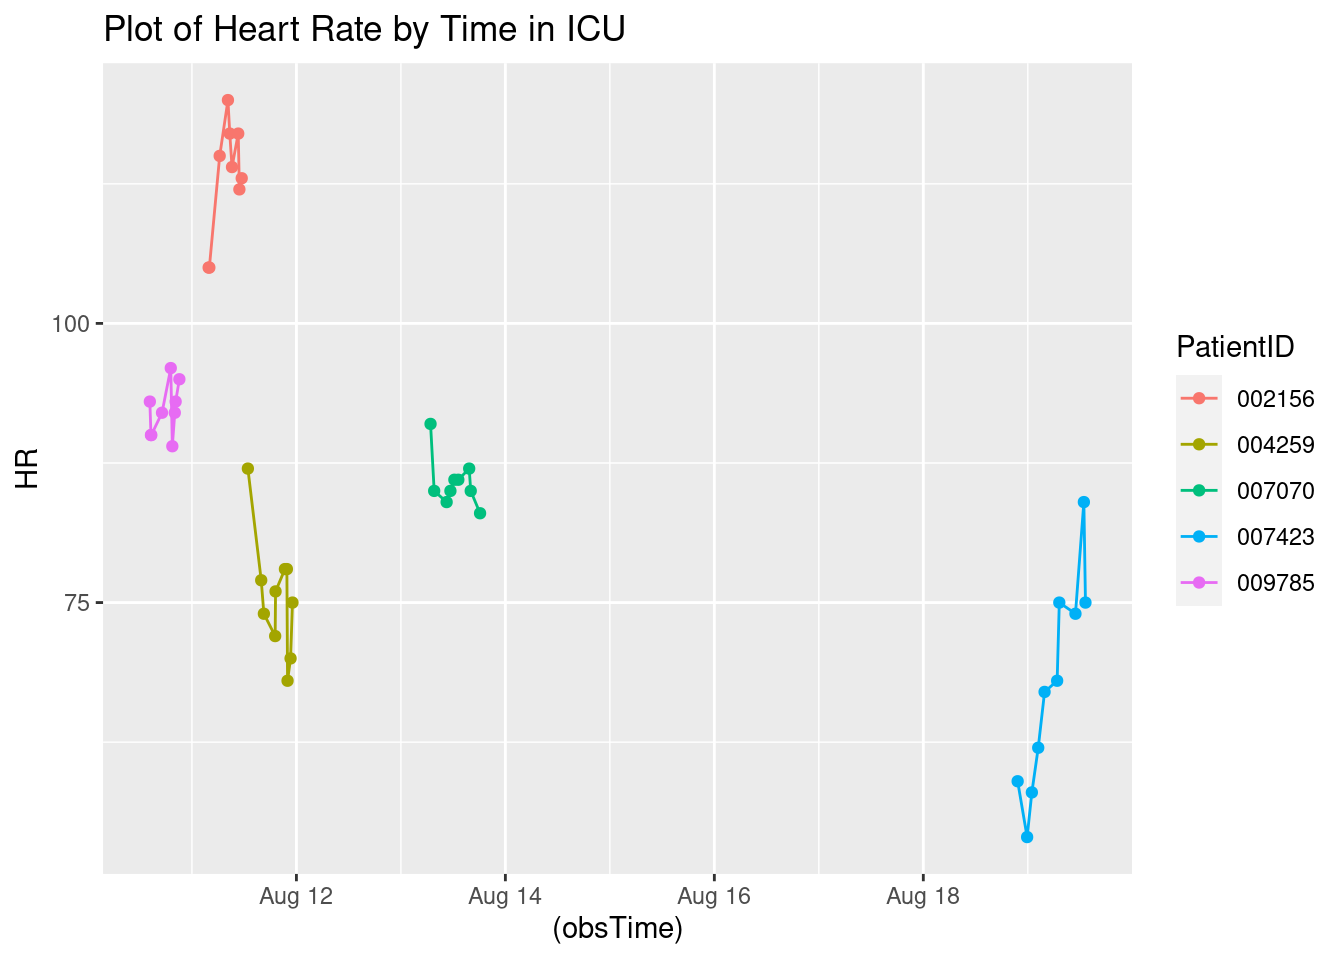 Plot of Heart Rate by Time in ICU
100
75
HR
Aug 12
Aug 14
Aug 16
Aug 18
(obsTime)
PatientID
002156
004259
007070
007423
009785